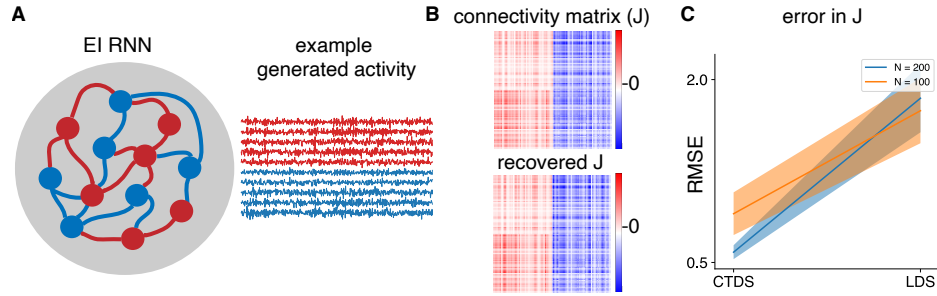 A
EI RNN
example
generated activity
B
connectivity matrix (J)
0
recovered J
0
C
error in J
RMSE
2.0
0.5
N = 200
N = 100
CTDS
LDS